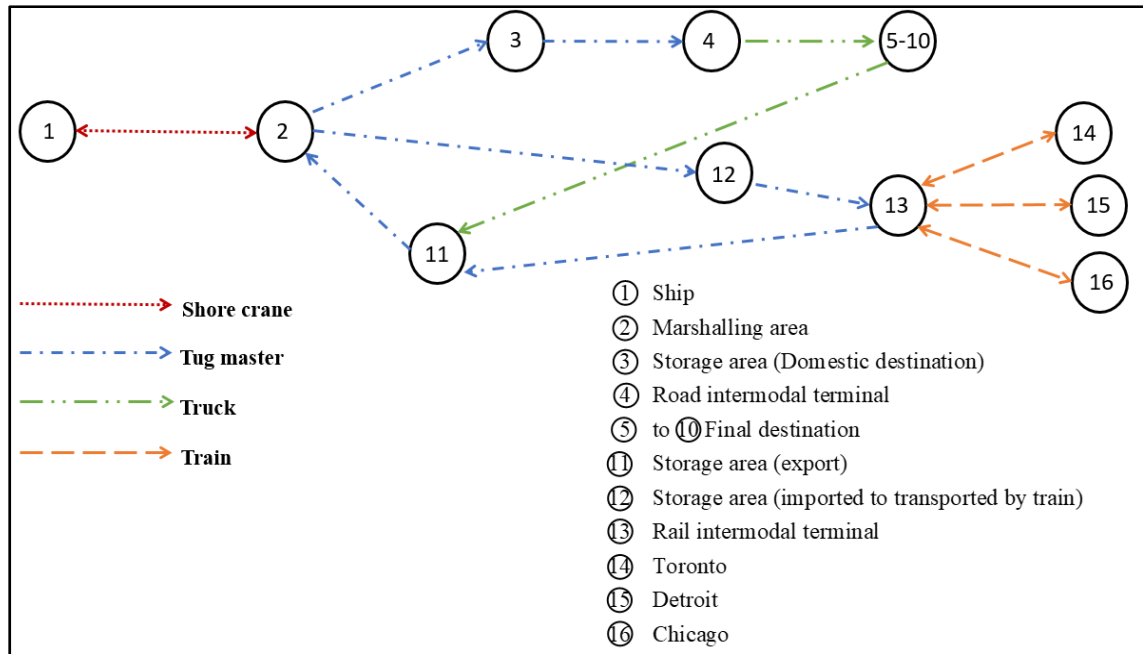 3
4
5-10
1
2
12
14
13
15
11
16
Shore crane
Tug master
Truck
Train
1 Ship
2 Marshalling area
3 Storage area (Domestic destination)
4 Road intermodal terminal
5 to 10 Final destination
11 Storage area (export)
12 Storage area (imported to transported by train)
13 Rail intermodal terminal
14 Toronto
15 Detroit
16 Chicago